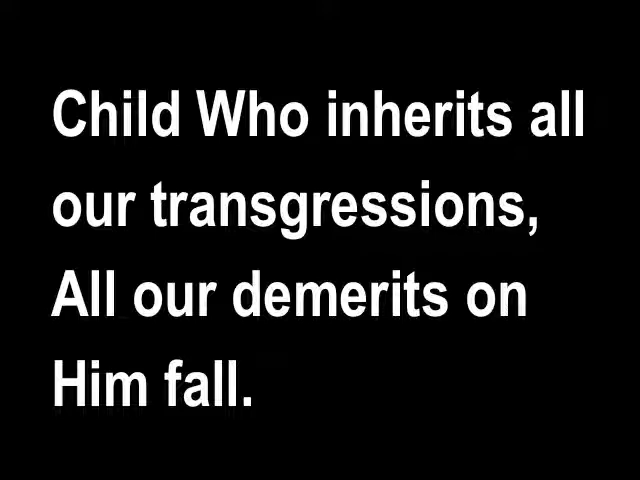 Child Who inherits all
our transgressions,
All our demerits on
Him fall.